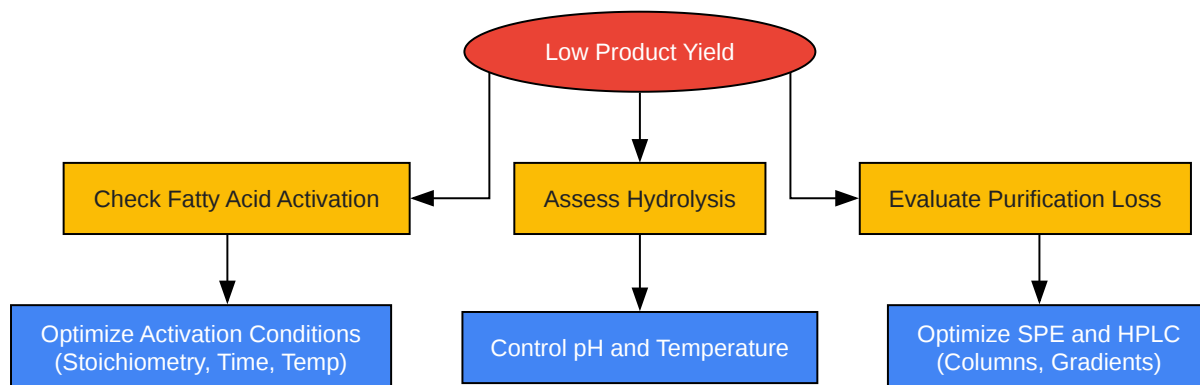 Low Product Yield
Check Fatty Acid Activation
Assess Hydrolysis
Evaluate Purification Loss
Optimize Activation Conditions
(Stoichiometry, Time, Temp)
Control pH and Temperature
Optimize SPE and HPLC
(Columns, Gradients)